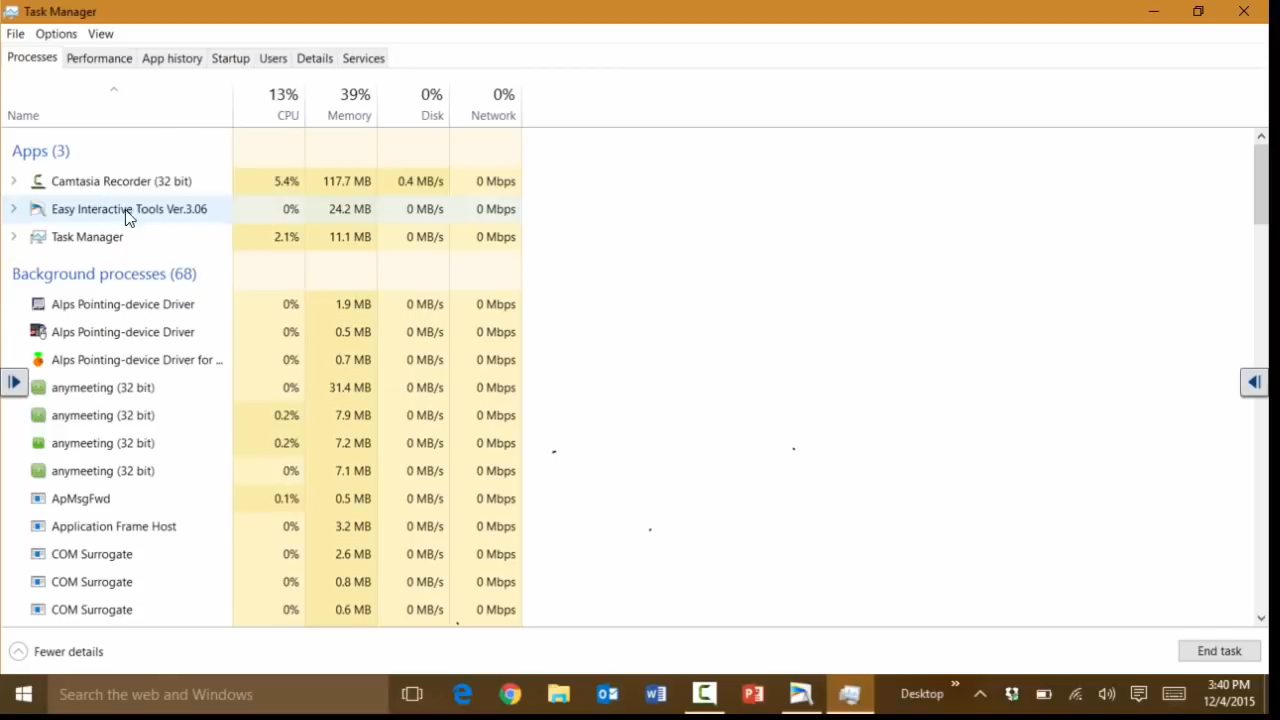 Task Manager
File Options View
Processes Performance App history Startup Users Details Services
13% 39% 0% 0%
Name CPU Memory Disk Network
Apps (3)
Camtasia Recorder (32 bit) 5.4% 117.7 MB 0.4 MB/s 0 Mbps
Easy Interactive Tools Ver.3.06 0% 24.2 MB 0 MB/s 0 Mbps
Task Manager 2.1% 11.1 MB 0 MB/s 0 Mbps
Background processes (68)
Alps Pointing-device Driver 0% 1.9 MB 0 MB/s 0 Mbps
Alps Pointing-device Driver 0% 0.5 MB 0 MB/s 0 Mbps
Alps Pointing-device Driver for ... 0% 0.7 MB 0 MB/s 0 Mbps
anymeeting (32 bit) 0% 31.4 MB 0 MB/s 0 Mbps
anymeeting (32 bit) 0.2% 7.9 MB 0 MB/s 0 Mbps
anymeeting (32 bit) 0.2% 7.2 MB 0 MB/s 0 Mbps
anymeeting (32 bit) 0% 7.1 MB 0 MB/s 0 Mbps
ApMsgFwd 0.1% 0.5 MB 0 MB/s 0 Mbps
Application Frame Host 0% 3.2 MB 0 MB/s 0 Mbps
COM Surrogate 0% 2.6 MB 0 MB/s 0 Mbps
COM Surrogate 0% 0.8 MB 0 MB/s 0 Mbps
COM Surrogate 0% 0.6 MB 0 MB/s 0 Mbps
Fewer details End task
Search the web and Windows Desktop 3:40 PM
12/4/2015